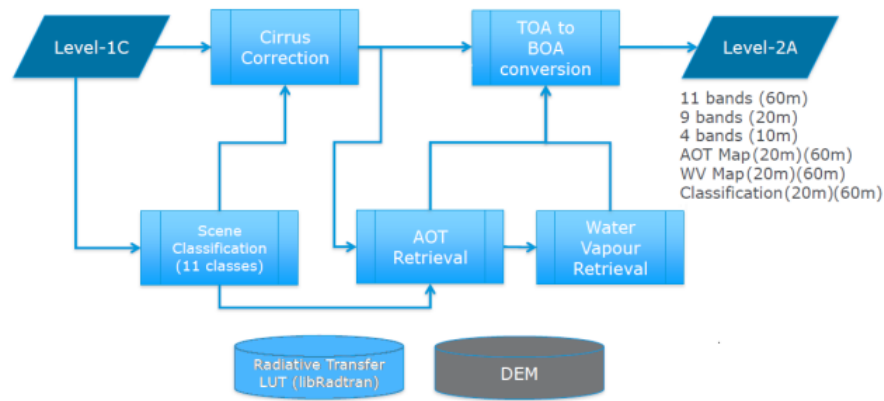 Level-1C
Cirrus
Correction
TOA to
BOA
conversion
Level-2A
11 bands (60m)
9 bands (20m)
4 bands (10m)
AOT Map(20m)(60m)
WV Map(20m)(60m)
Classification(20m)(60m)
Scene
Classification
(11 classes)
AOT
Retrieval
Water
Vapour
Retrieval
Radiative Transfer
LUT (libRadtran)
DEM